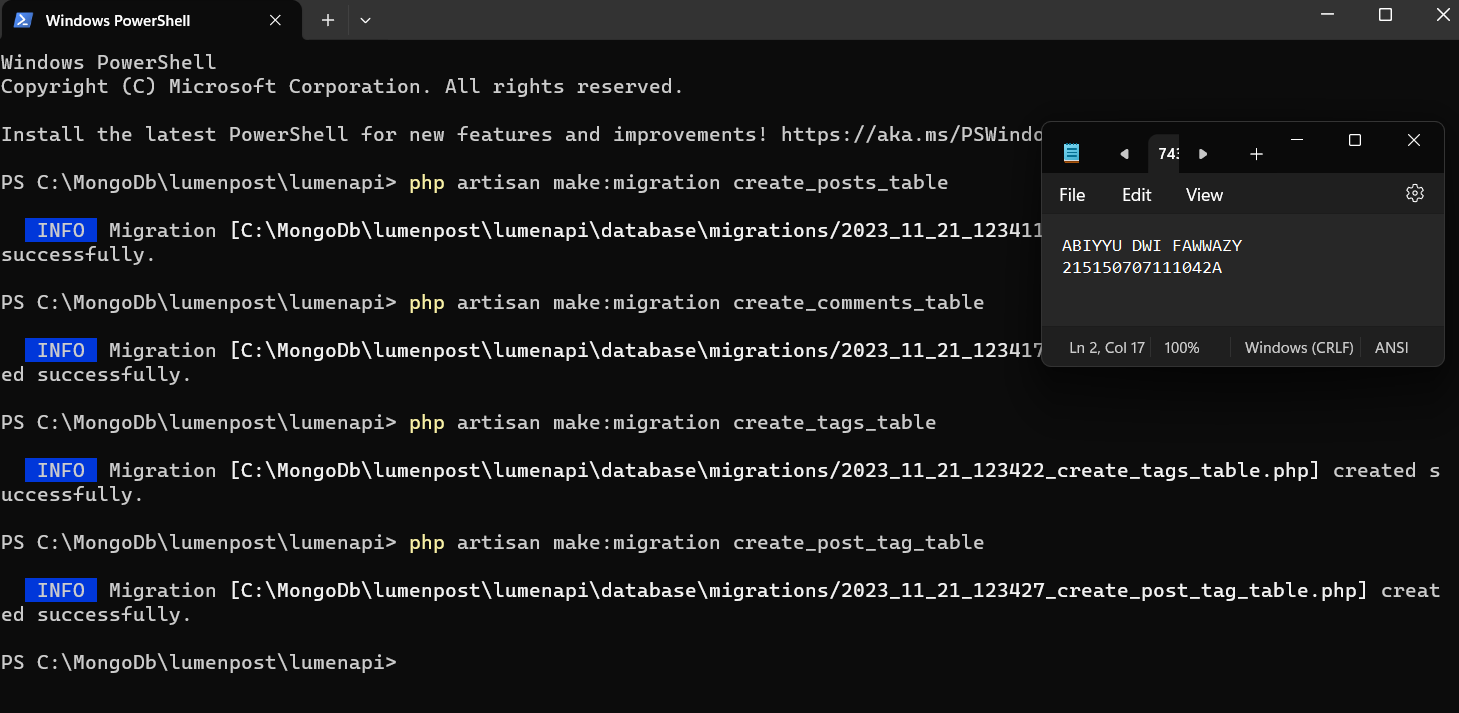 Windows PowerShell
Windows PowerShell
Copyright (C) Microsoft Corporation. All rights reserved.
Install the latest PowerShell for new features and improvements! https://aka.ms/PSWindo
PS C:\MongoDb\lumenpost\lumenapi> php artisan make:migration create_posts_table
INFO Migration [C:\MongoDb\lumenpost\lumenapi\database\migrations/2023_11_21_123411
successfully.
PS C:\MongoDb\lumenpost\lumenapi> php artisan make:migration create_comments_table
INFO Migration [C:\MongoDb\lumenpost\lumenapi\database\migrations/2023_11_21_123417
ed successfully.
PS C:\MongoDb\lumenpost\lumenapi> php artisan make:migration create_tags_table
INFO Migration [C:\MongoDb\lumenpost\lumenapi\database\migrations/2023_11_21_123422_create_tags_table.php] created s
uccessfully.
PS C:\MongoDb\lumenpost\lumenapi> php artisan make:migration create_post_tag_table
INFO Migration [C:\MongoDb\lumenpost\lumenapi\database\migrations/2023_11_21_123427_create_post_tag_table.php] creat
ed successfully.
PS C:\MongoDb\lumenpost\lumenapi>
743
File Edit View
ABIYYU DWI FAWWAZY
215150707111042A
Ln 2, Col 17 100% Windows (CRLF) ANSI